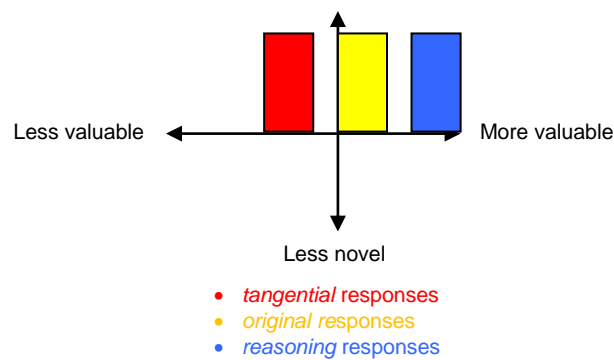 Less valuable More valuable
Less novel
• tangential responses
• original responses
• reasoning responses